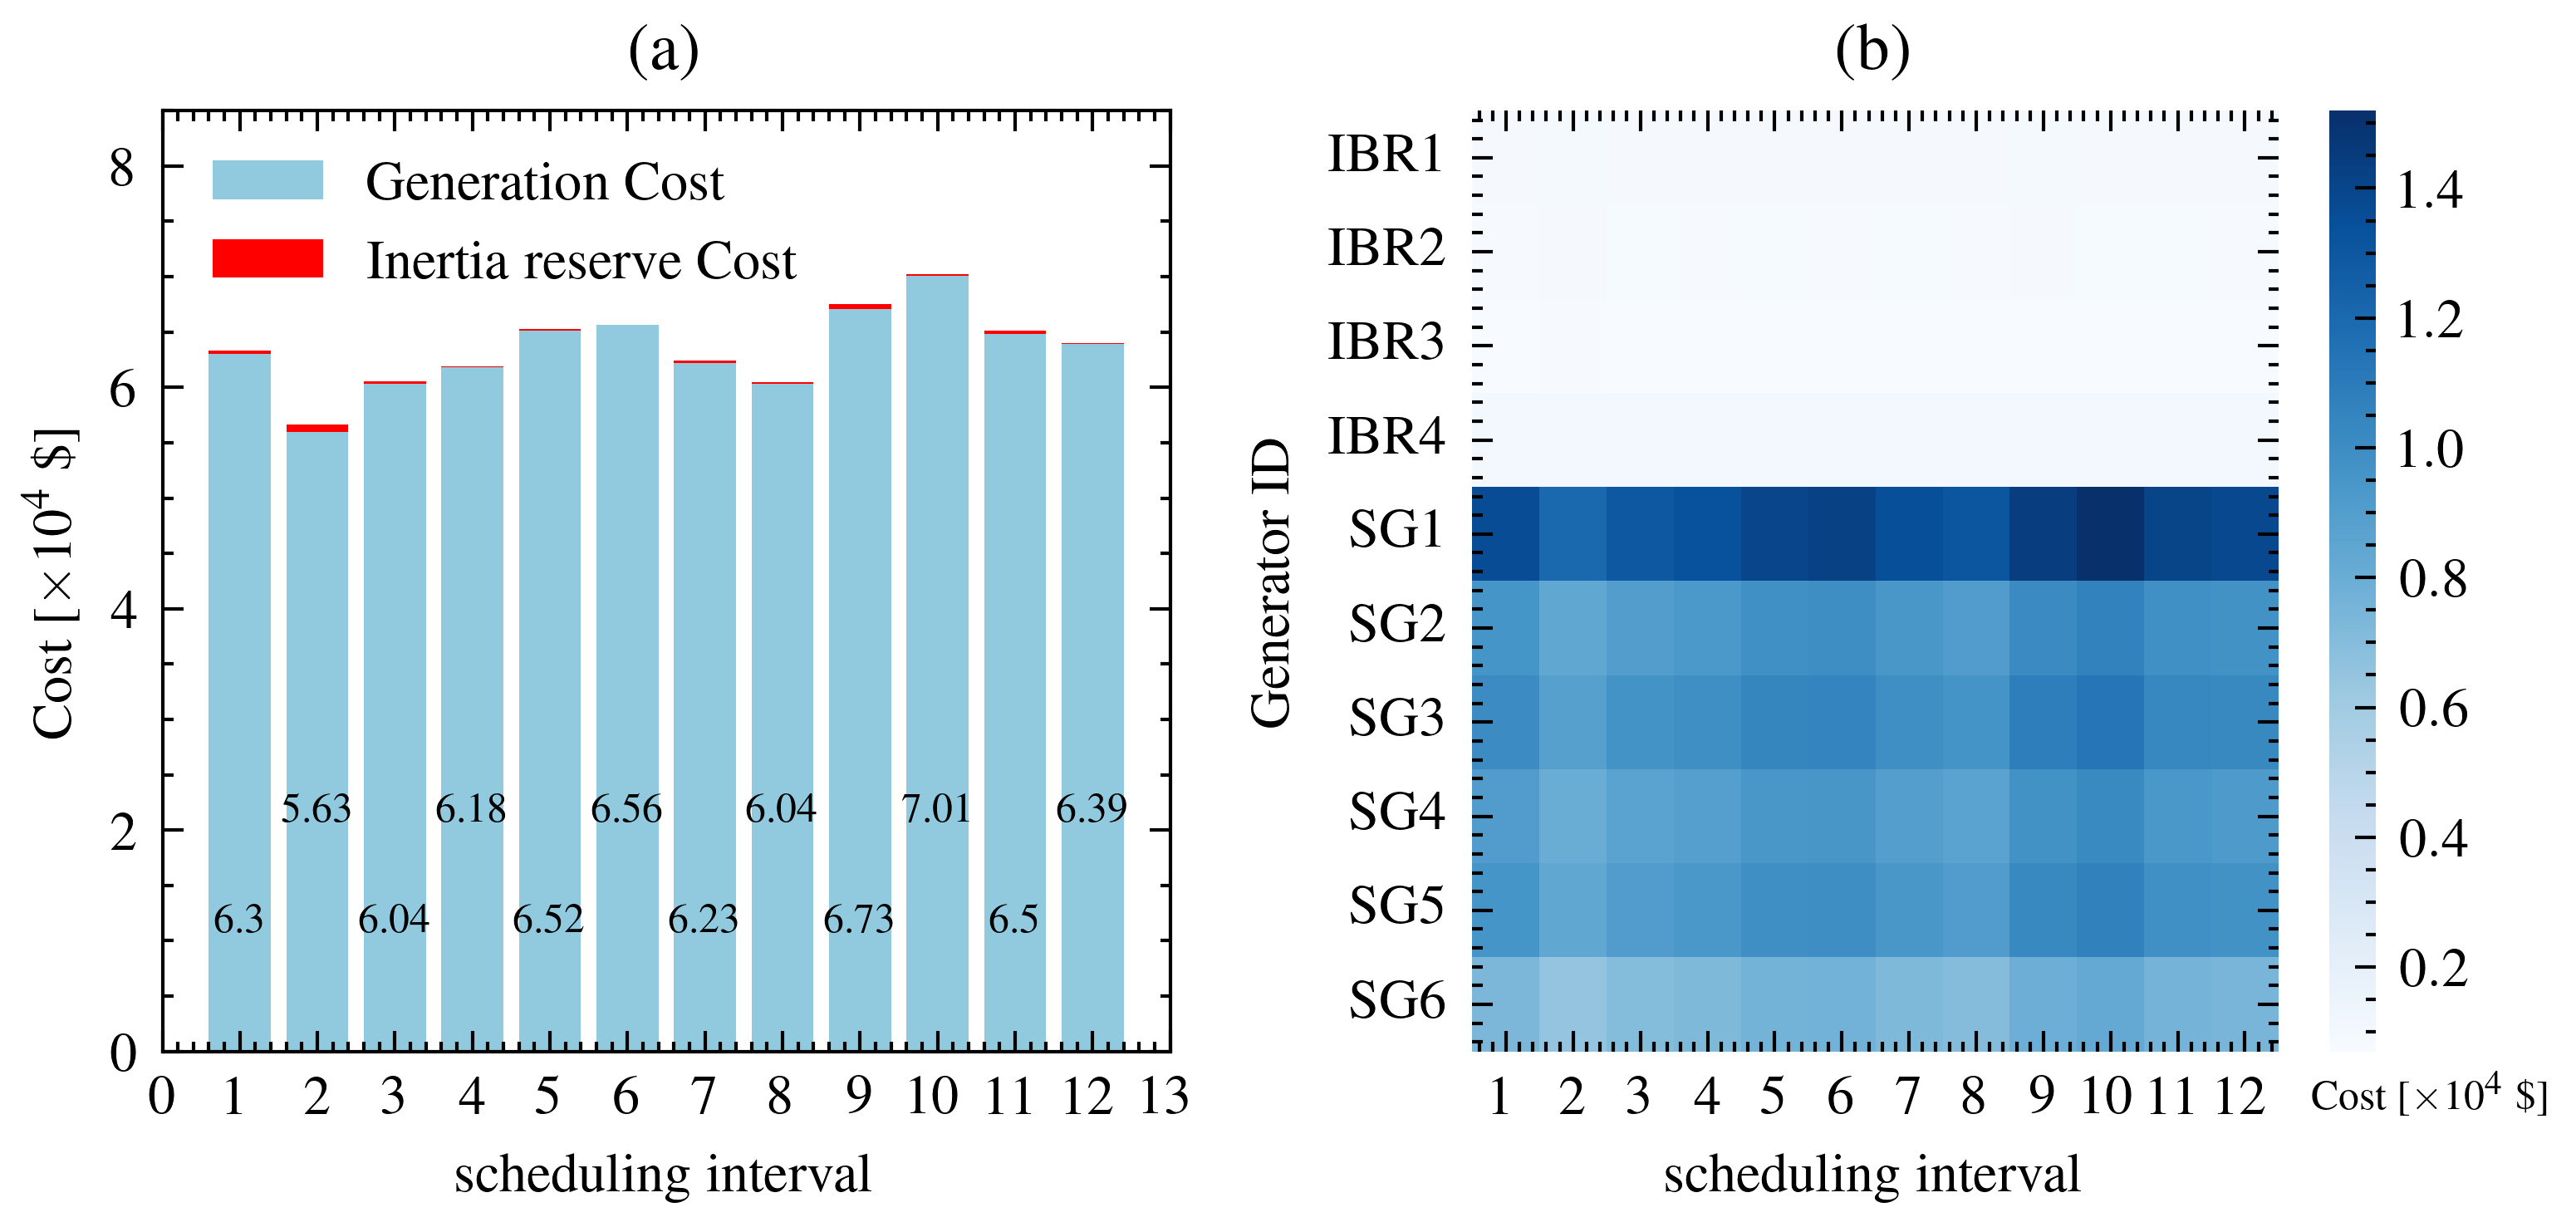 (a)
Cost [×10⁴ $]
8
6
4
2
0
Generation Cost
Inertia reserve Cost
5.63 6.18 6.56 6.04 7.01 6.39
6.3 6.04 6.52 6.23 6.73 6.5
0 1 2 3 4 5 6 7 8 9 10 11 12 13
scheduling interval
(b)
Generator ID
IBR1
IBR2
IBR3
IBR4
SG1
SG2
SG3
SG4
SG5
SG6
1 2 3 4 5 6 7 8 9 10 11 12
scheduling interval
1.4
1.2
1.0
0.8
0.6
0.4
0.2
Cost [×10⁴ $]